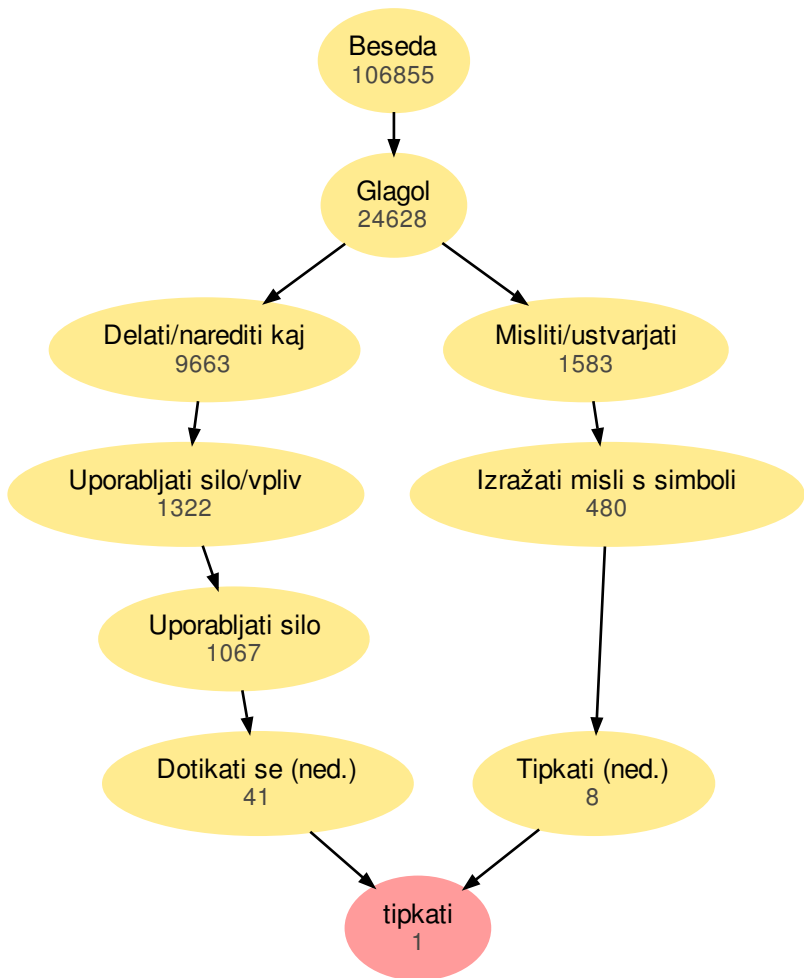 Beseda
106855
Glagol
24628
Delati/narediti kaj
9663
Misliti/ustvarjati
1583
Uporabljati silo/vpliv
1322
Izražati misli s simboli
480
Uporabljati silo
1067
Dotikati se (ned.)
41
Tipkati (ned.)
8
tipkati
1